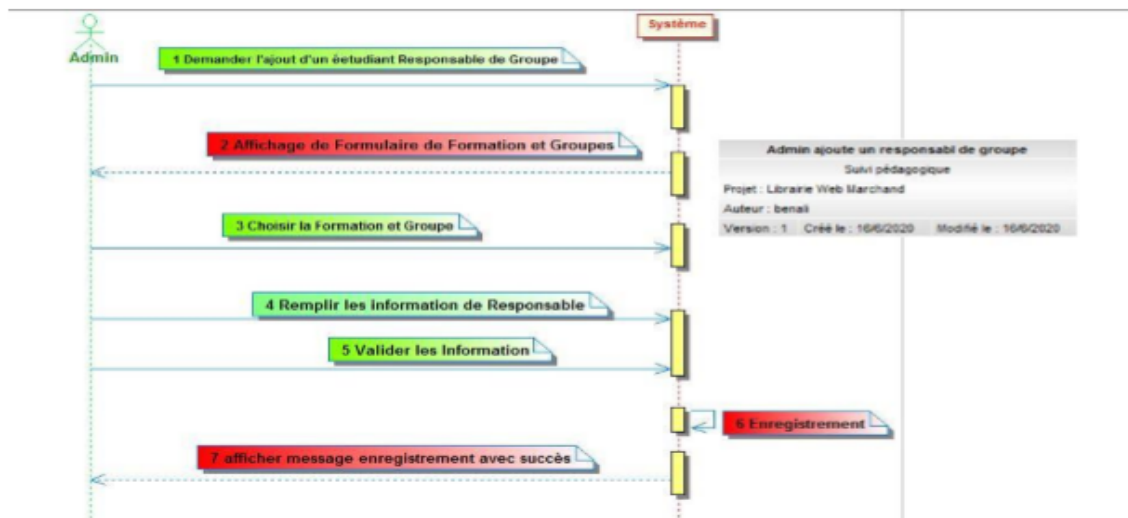 Système
Admin
1 Demander l'ajout d'un éetudiant Responsable de Groupe
2 Affichage de Formulaire de Formation et Groupes
Admin ajoute un responsabl de groupe
Suivi pédagogique
Projet : Librairie Web Marchand
Auteur : benali
Version : 1 Créé le : 16/6/2020 Modifié le : 16/6/2020
3 Choisir la Formation et Groupe
4 Remplir les information de Responsable
5 Valider les Information
6 Enregistrement
7 afficher message enregistrement avec succès